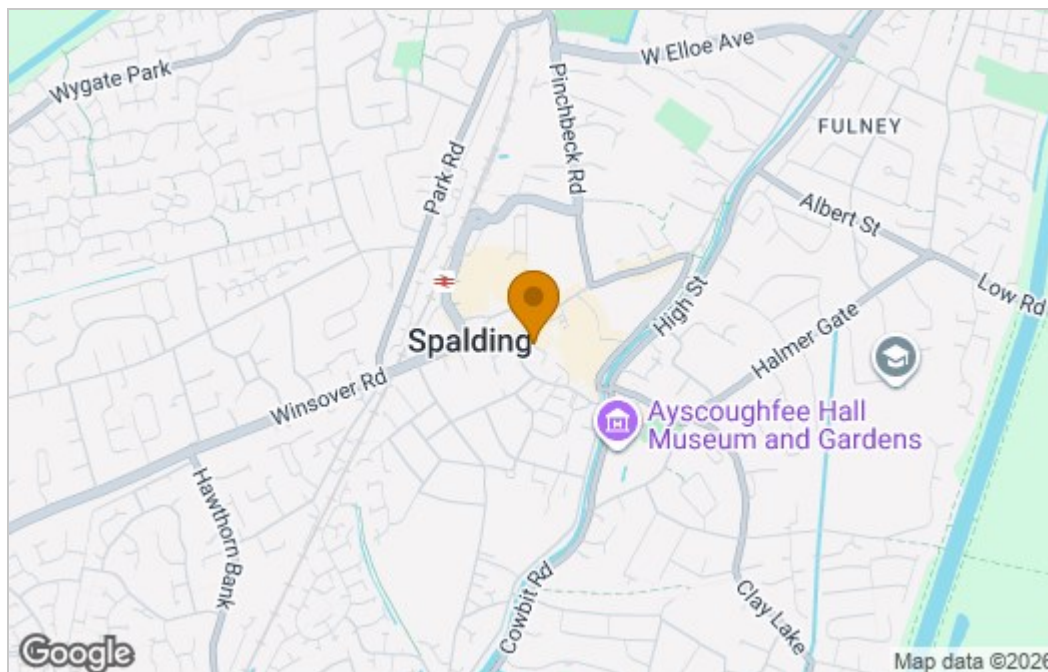 Wygate Park
W Elloe Ave
Pinchbeck Rd
FULNEY
Park Rd
Albert St
Low Rd
High St
Halmer Gate
Spalding
Winsover Rd
Ayscoughfee Hall
Museum and Gardens
Hawthorn Bank
Cowbit Rd
Clay Lake
Google
Map data ©2026